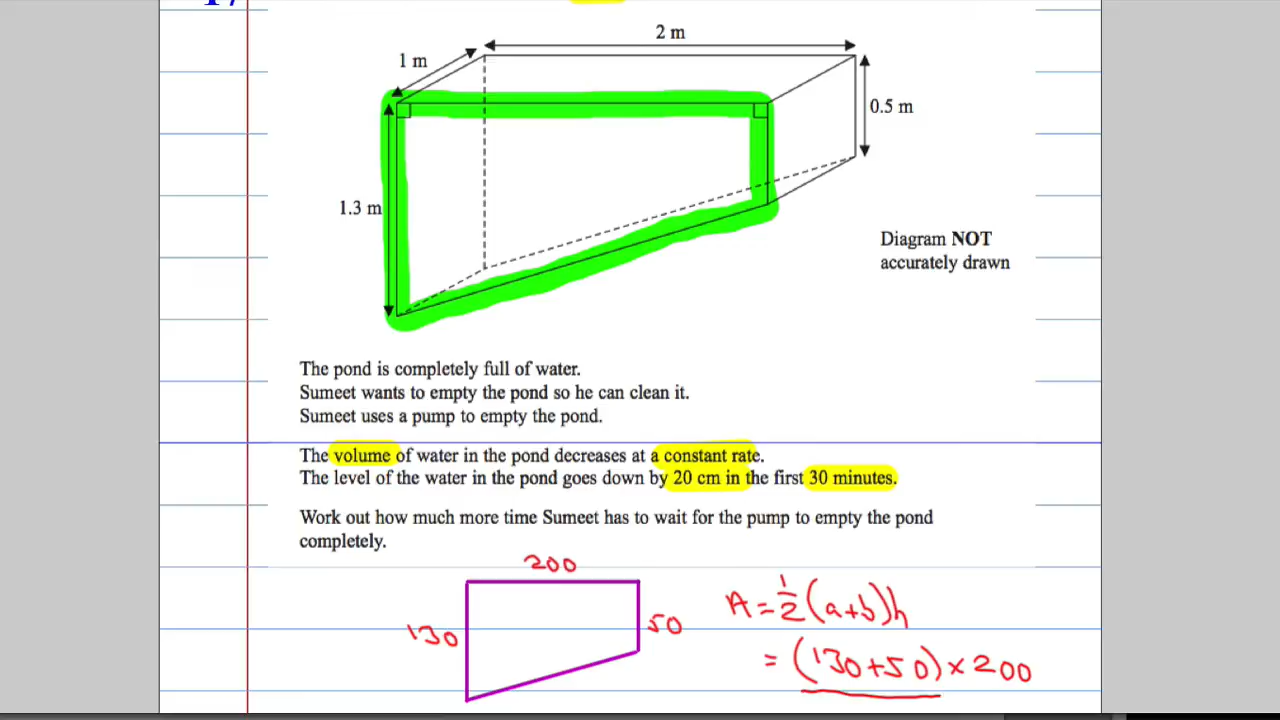 2 m
1 m
0.5 m
1.3 m
Diagram NOT
accurately drawn
The pond is completely full of water.
Sumeet wants to empty the pond so he can clean it.
Sumeet uses a pump to empty the pond.
The volume of water in the pond decreases at a constant rate.
The level of the water in the pond goes down by 20 cm in the first 30 minutes.
Work out how much more time Sumeet has to wait for the pump to empty the pond
completely.
200
130
50
A = 1/2 (a+b)h
= (130+50) × 200